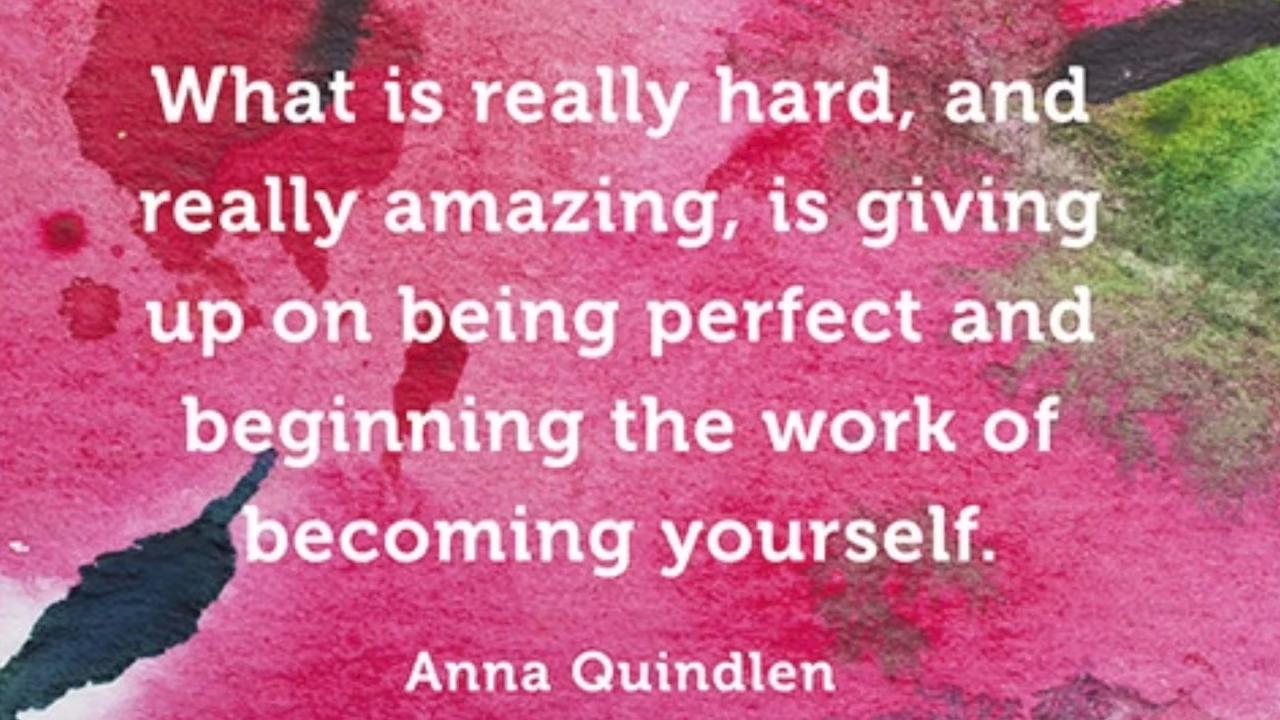 What is really hard, and
really amazing, is giving
up on being perfect and
beginning the work of
becoming yourself.
Anna Quindlen